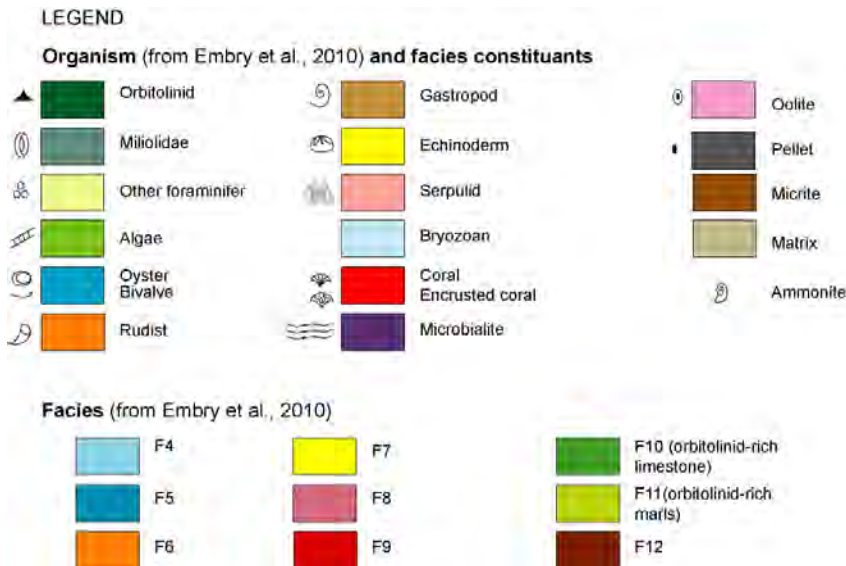 LEGEND
Organism (from Embry et al., 2010) and facies constituants
Orbitolinid
Miliolidae
Other foraminifer
Algae
Oyster
Bivalve
Rudist
Gastropod
Echinoderm
Serpulid
Bryozoan
Coral
Encrusted coral
Microbialite
Oolite
Pellet
Micrite
Matrix
Ammonite
Facies (from Embry et al., 2010)
F4
F5
F6
F7
F8
F9
F10 (orbitolinid-rich
limestone)
F11(orbitolinid-rich
marls)
F12